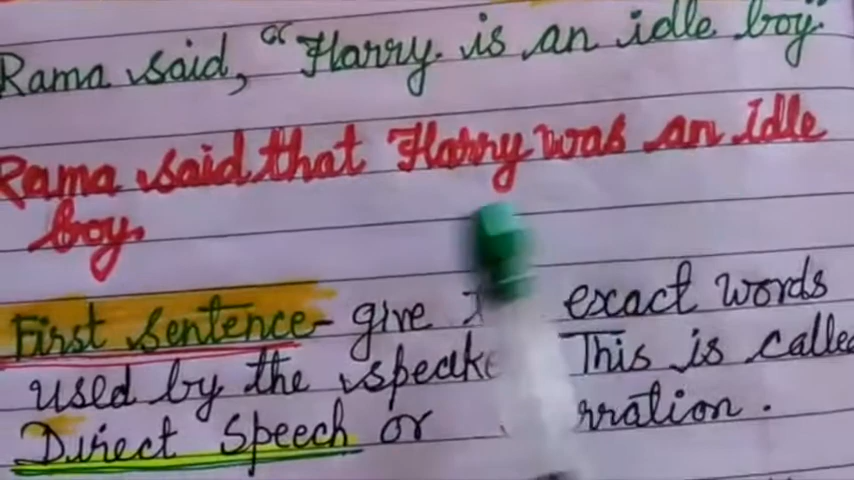 Rama said, "Harry is an idle boy."
Rama said that Harry was an Idle
boy.
First sentence - give exact words
used by the This is called
Direct Speech or